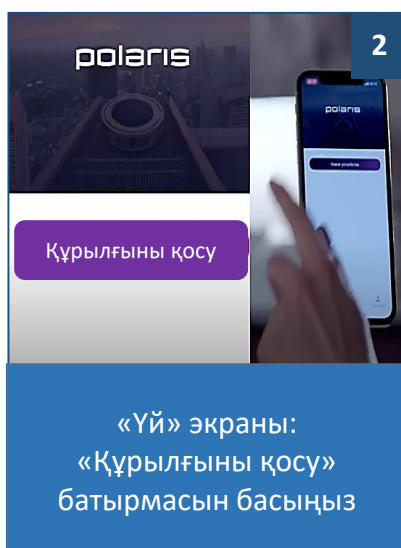 polaris
2
polaris
Құрылғыны қосу
«Үй» экраны:
«Құрылғыны қосу»
батырмасын басыңыз